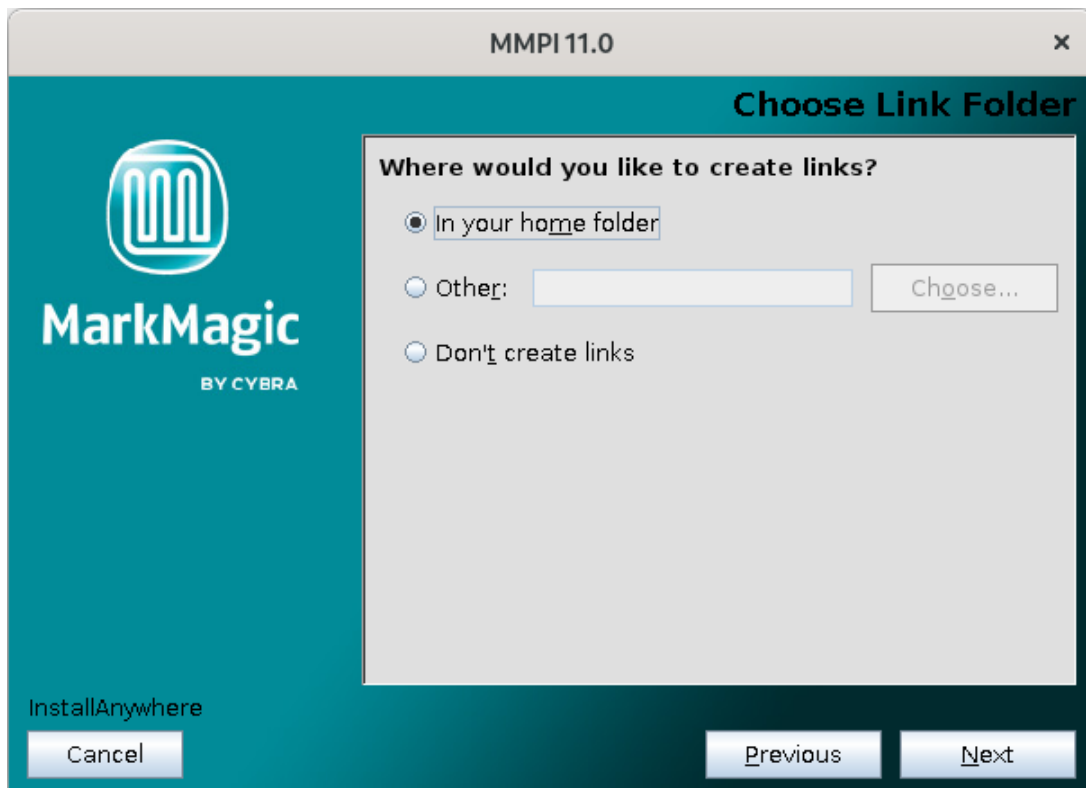 MMPI 11.0
Choose Link Folder
MarkMagic
BY CYBRA
Where would you like to create links?
In your home folder
Other: Choose...
Don't create links
InstallAnywhere
Cancel Previous Next